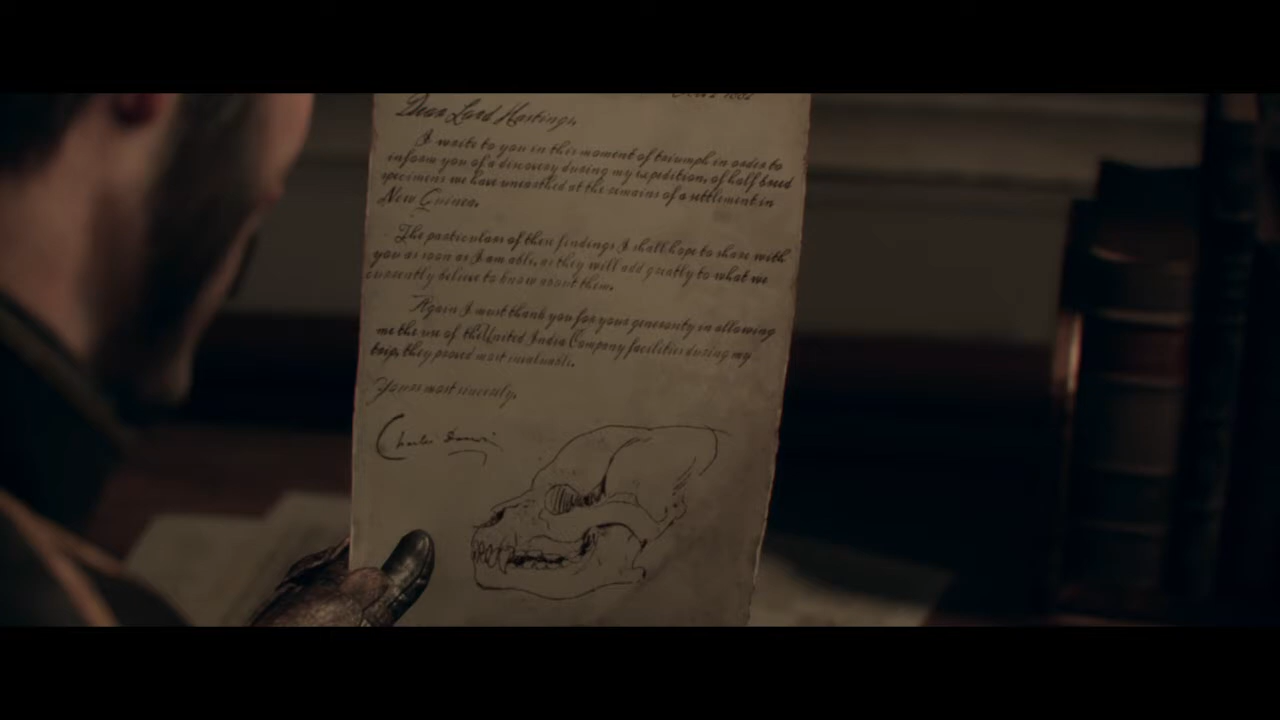 Dear Lord Hastings,
I write to you in this moment of triumph in order to
inform you of a discovery during my expedition, of half breed
specimens we have unearthed at the remains of a settlement in
New Guinea.
The particulars of these findings I shall hope to share with
you as soon as I am able, as they will add greatly to what we
currently believe to know about them.
Again I must thank you for your generosity in allowing
me the use of the United India Company facilities during my
trip, they proved most invaluable.
Yours most sincerely,
Charles Darwin